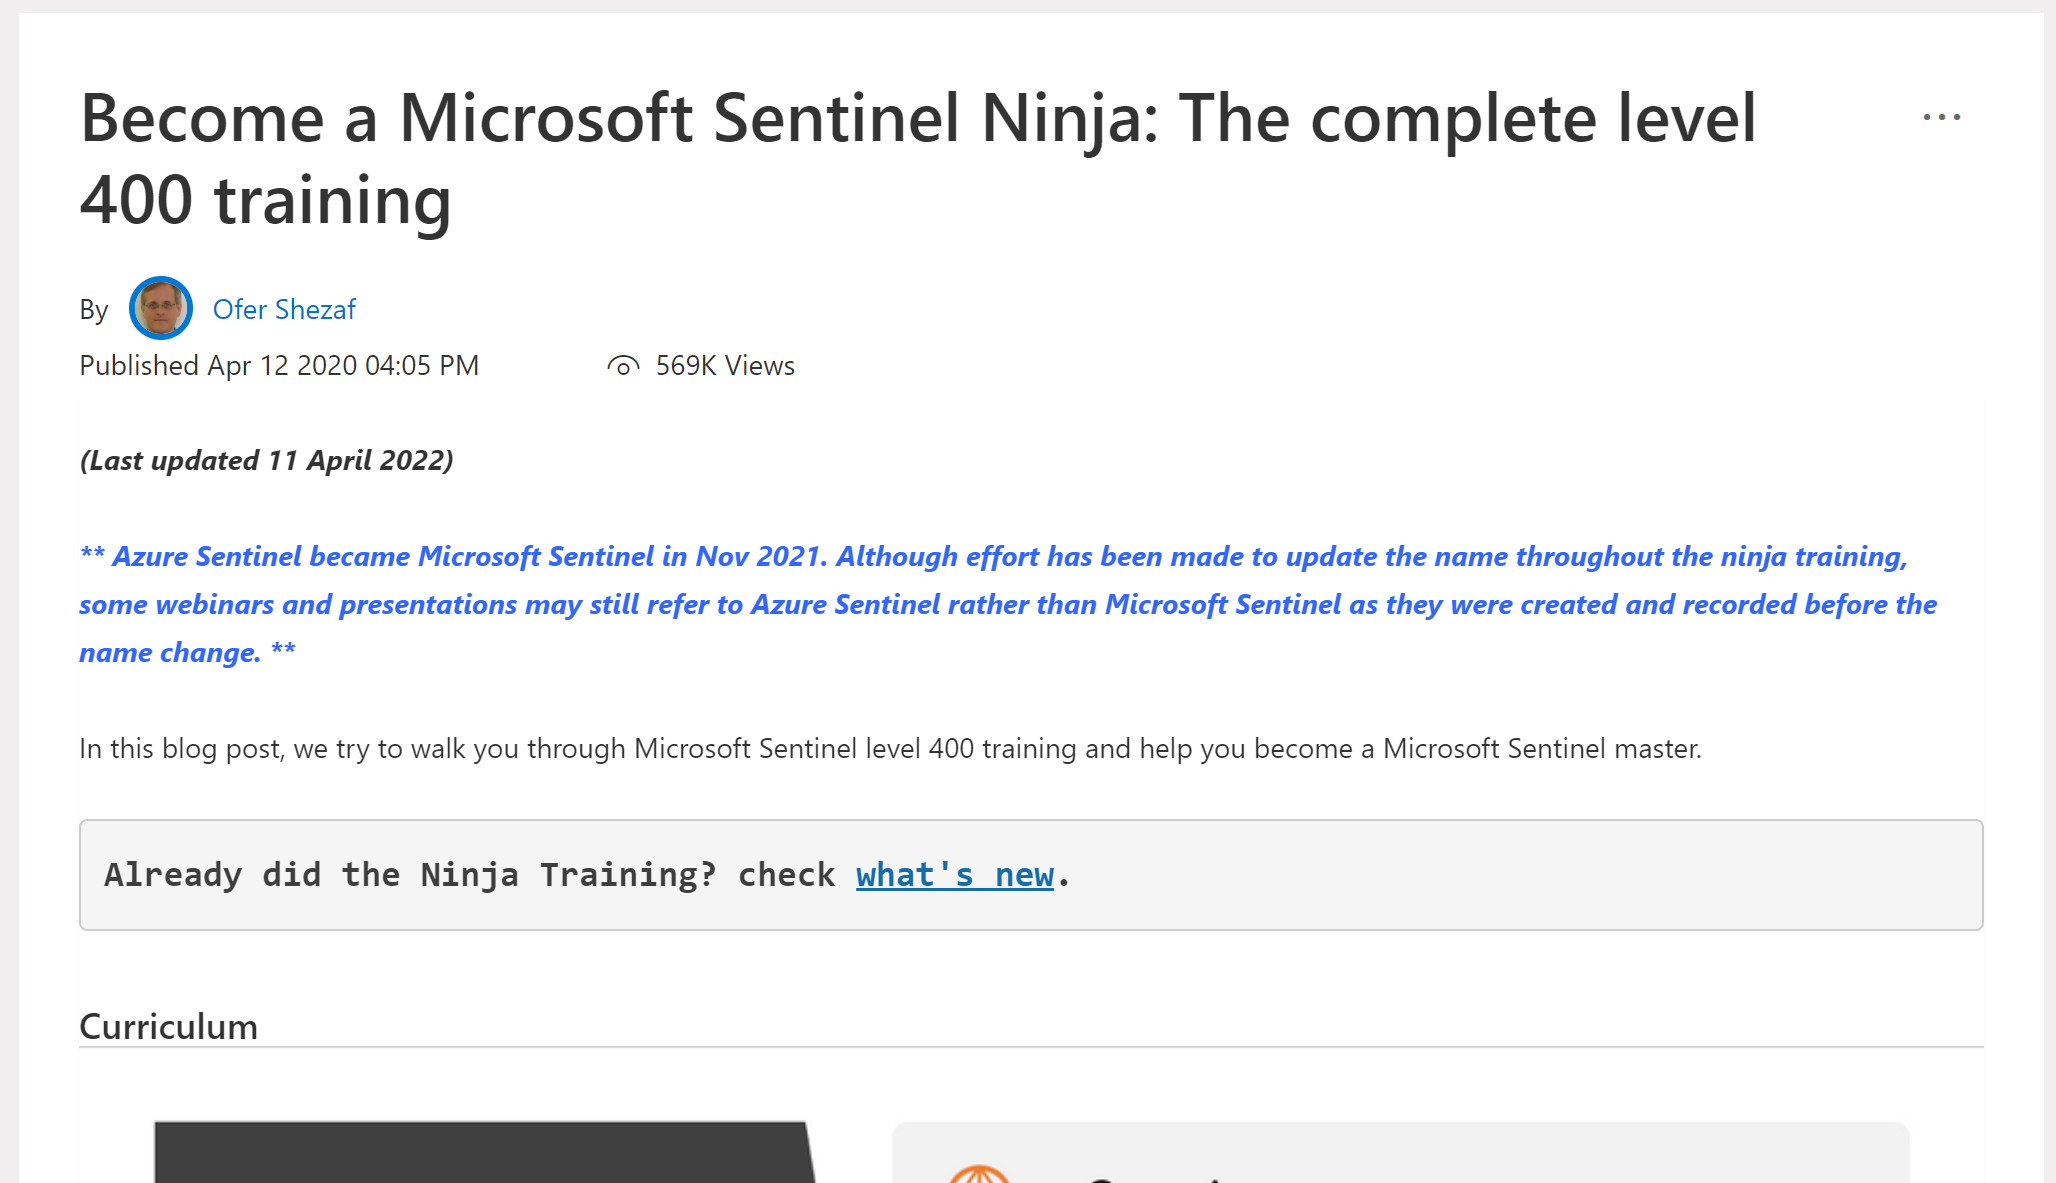 Become a Microsoft Sentinel Ninja: The complete level
400 training
By Ofer Shezaf
Published Apr 12 2020 04:05 PM 569K Views
(Last updated 11 April 2022)
** Azure Sentinel became Microsoft Sentinel in Nov 2021. Although effort has been made to update the name throughout the ninja training,
some webinars and presentations may still refer to Azure Sentinel rather than Microsoft Sentinel as they were created and recorded before the
name change. **
In this blog post, we try to walk you through Microsoft Sentinel level 400 training and help you become a Microsoft Sentinel master.
Already did the Ninja Training? check what's new.
Curriculum